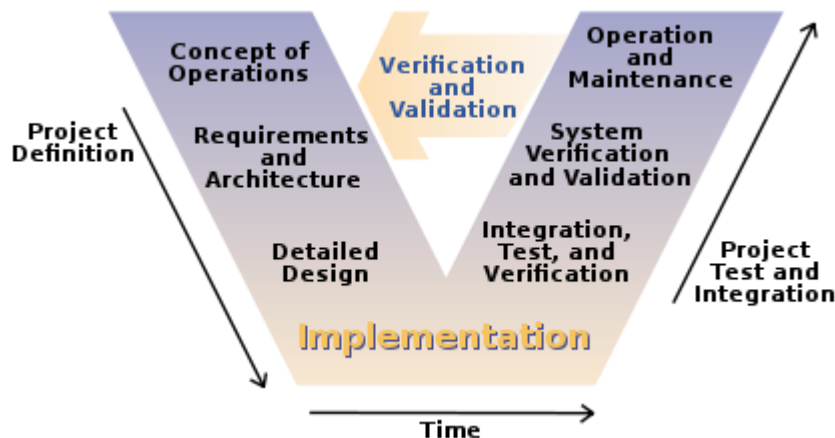 Concept of
Operations
Verification
and
Validation
Operation
and
Maintenance
Project
Definition
Requirements
and
Architecture
System
Verification
and Validation
Detailed
Design
Integration,
Test, and
Verification
Project
Test and
Integration
Implementation
Time